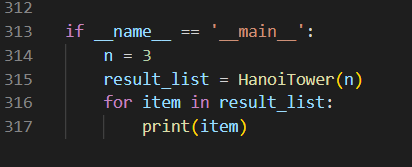 312
313 if __name__ == '__main__':
314     n = 3
315     result_list = HanoiTower(n)
316     for item in result_list:
317         print(item)